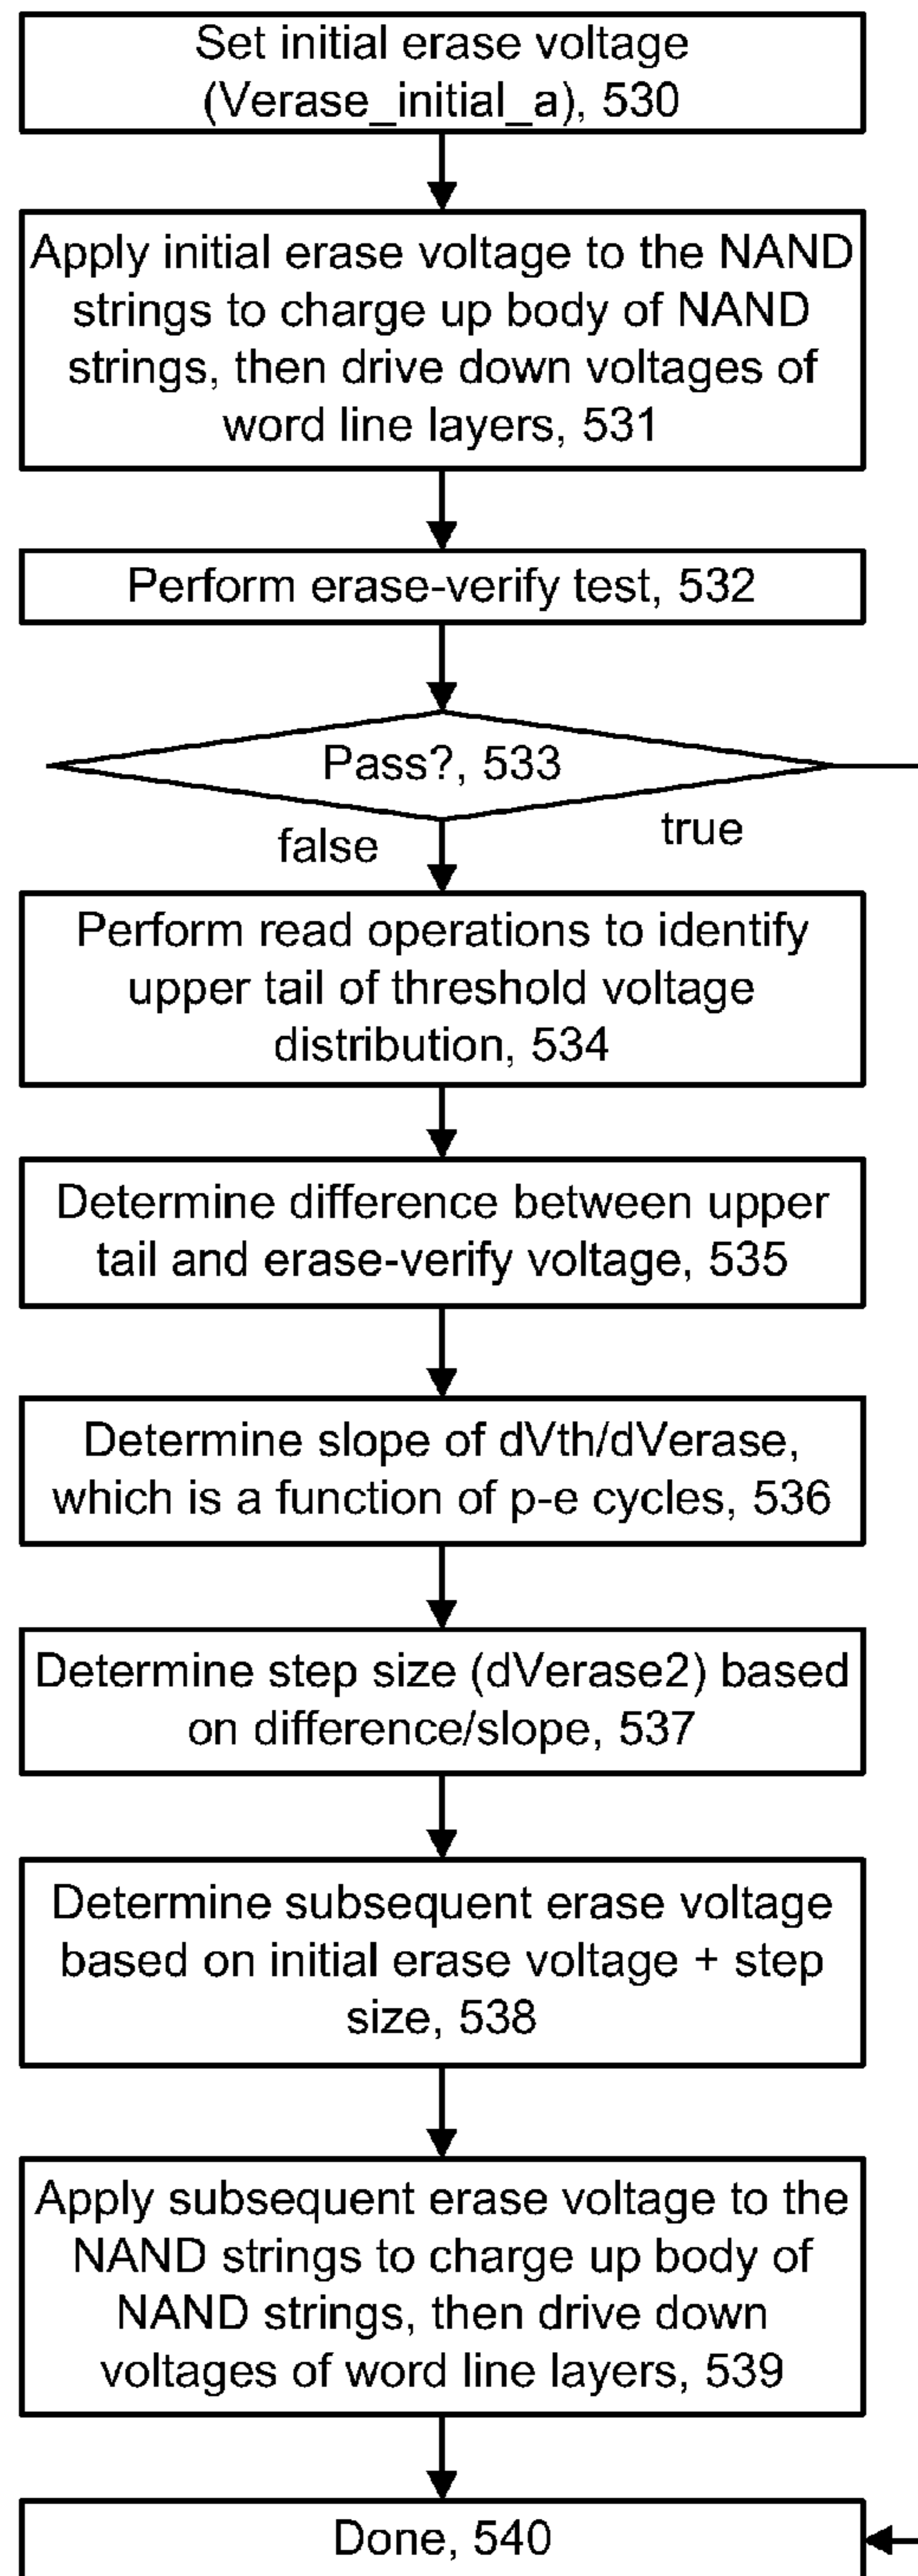 Set initial erase voltage
(Verase_initial_a), 530
Apply initial erase voltage to the NAND
strings to charge up body of NAND
strings, then drive down voltages of
word line layers, 531
Perform erase-verify test, 532
Pass?, 533
false
true
Perform read operations to identify
upper tail of threshold voltage
distribution, 534
Determine difference between upper
tail and erase-verify voltage, 535
Determine slope of dVth/dVerase,
which is a function of p-e cycles, 536
Determine step size (dVerase2) based
on difference/slope, 537
Determine subsequent erase voltage
based on initial erase voltage + step
size, 538
Apply subsequent erase voltage to the
NAND strings to charge up body of
NAND strings, then drive down
voltages of word line layers, 539
Done, 540